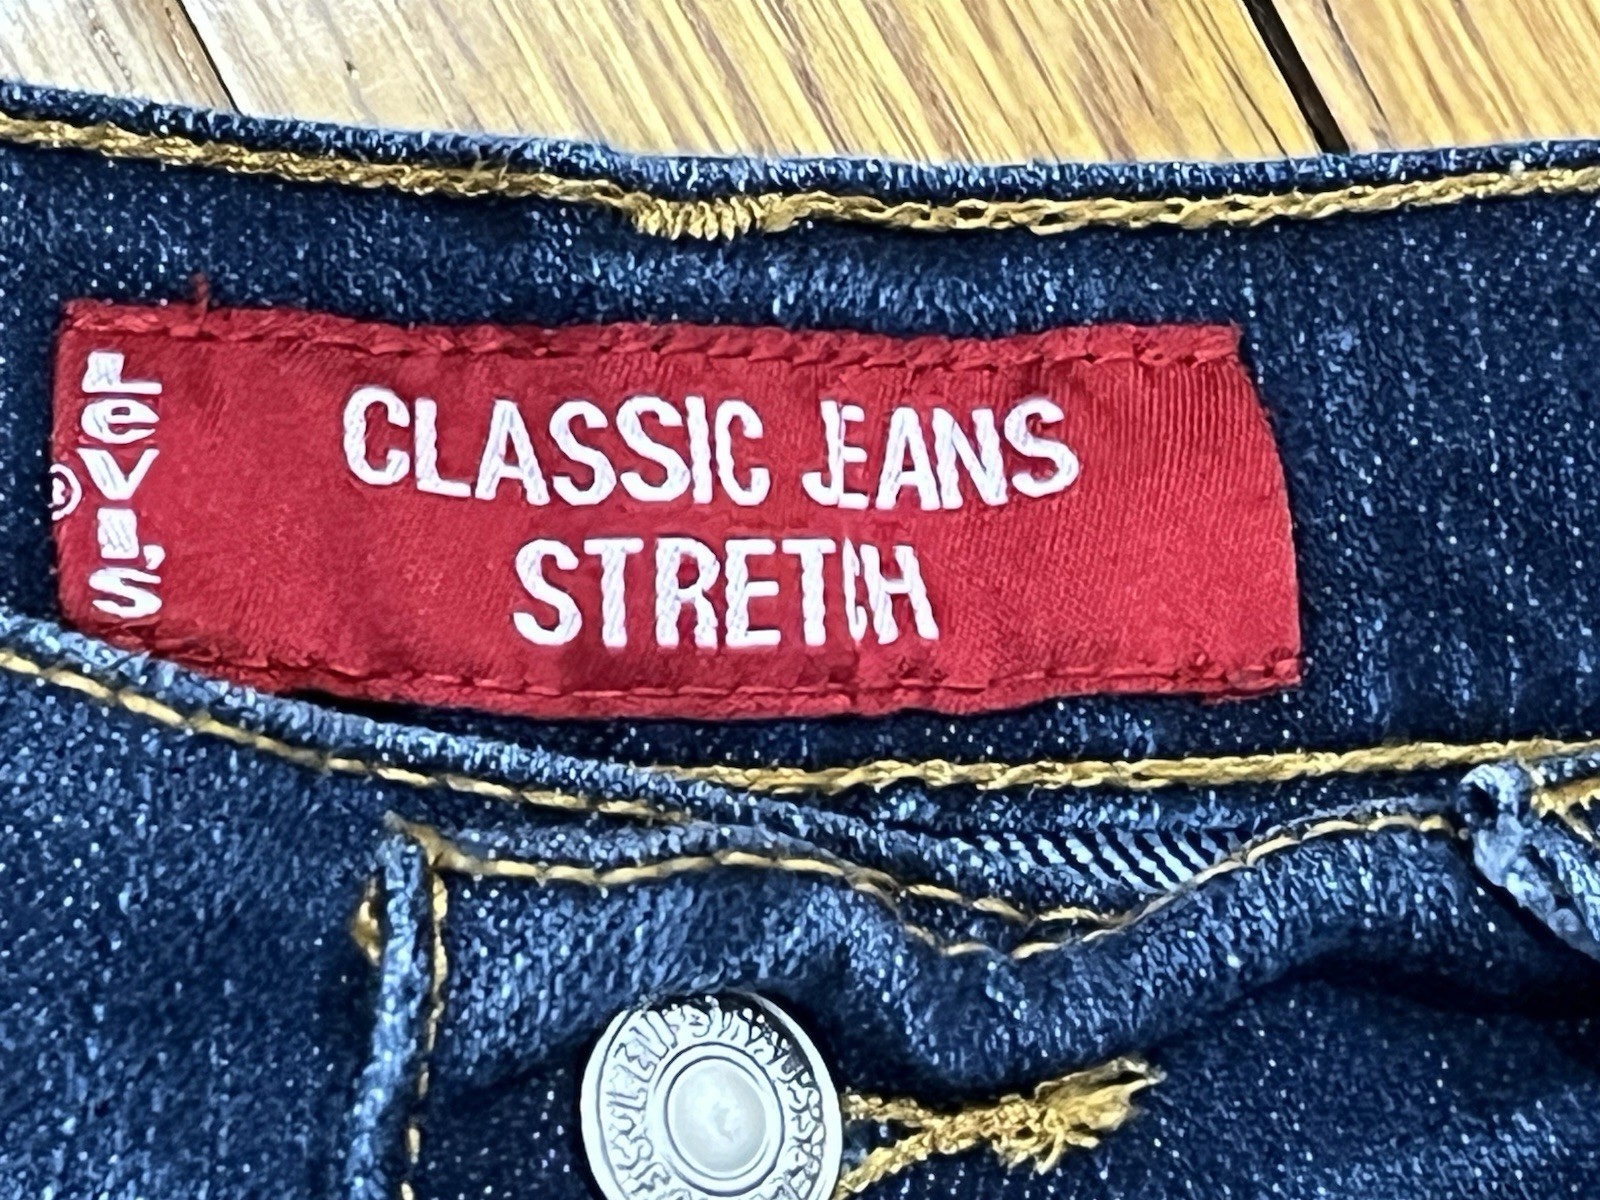 LEVI'S ®
CLASSIC JEANS
STRETCH